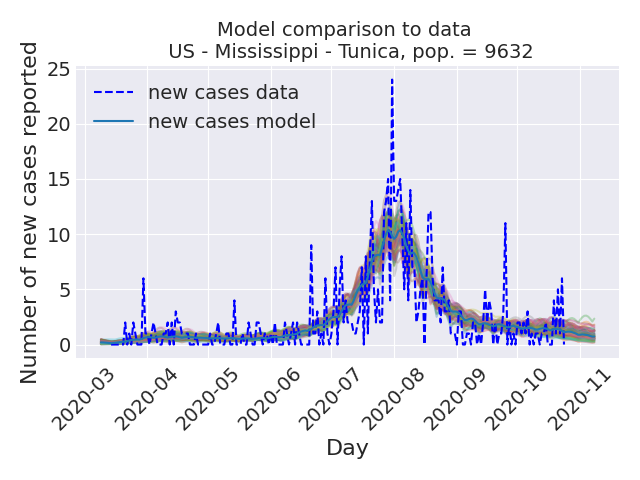 Model comparison to data
US - Mississippi - Tunica, pop. = 9632
Number of new cases reported
25
20
15
10
5
0
new cases data
new cases model
2020-03
2020-04
2020-05
2020-06
2020-07
2020-08
2020-09
2020-10
2020-11
Day